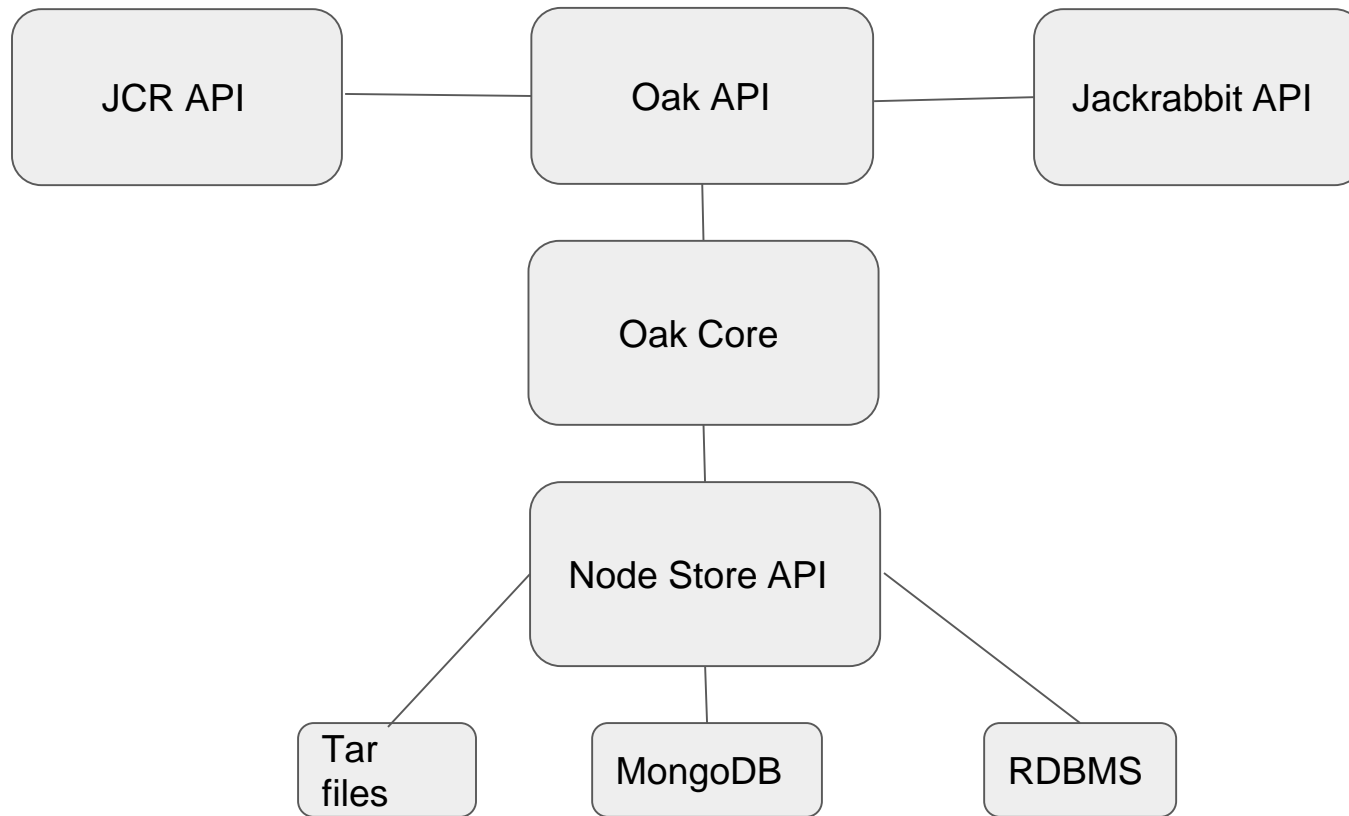 JCR API
Oak API
Jackrabbit API
Oak Core
Node Store API
Tar
files
MongoDB
RDBMS